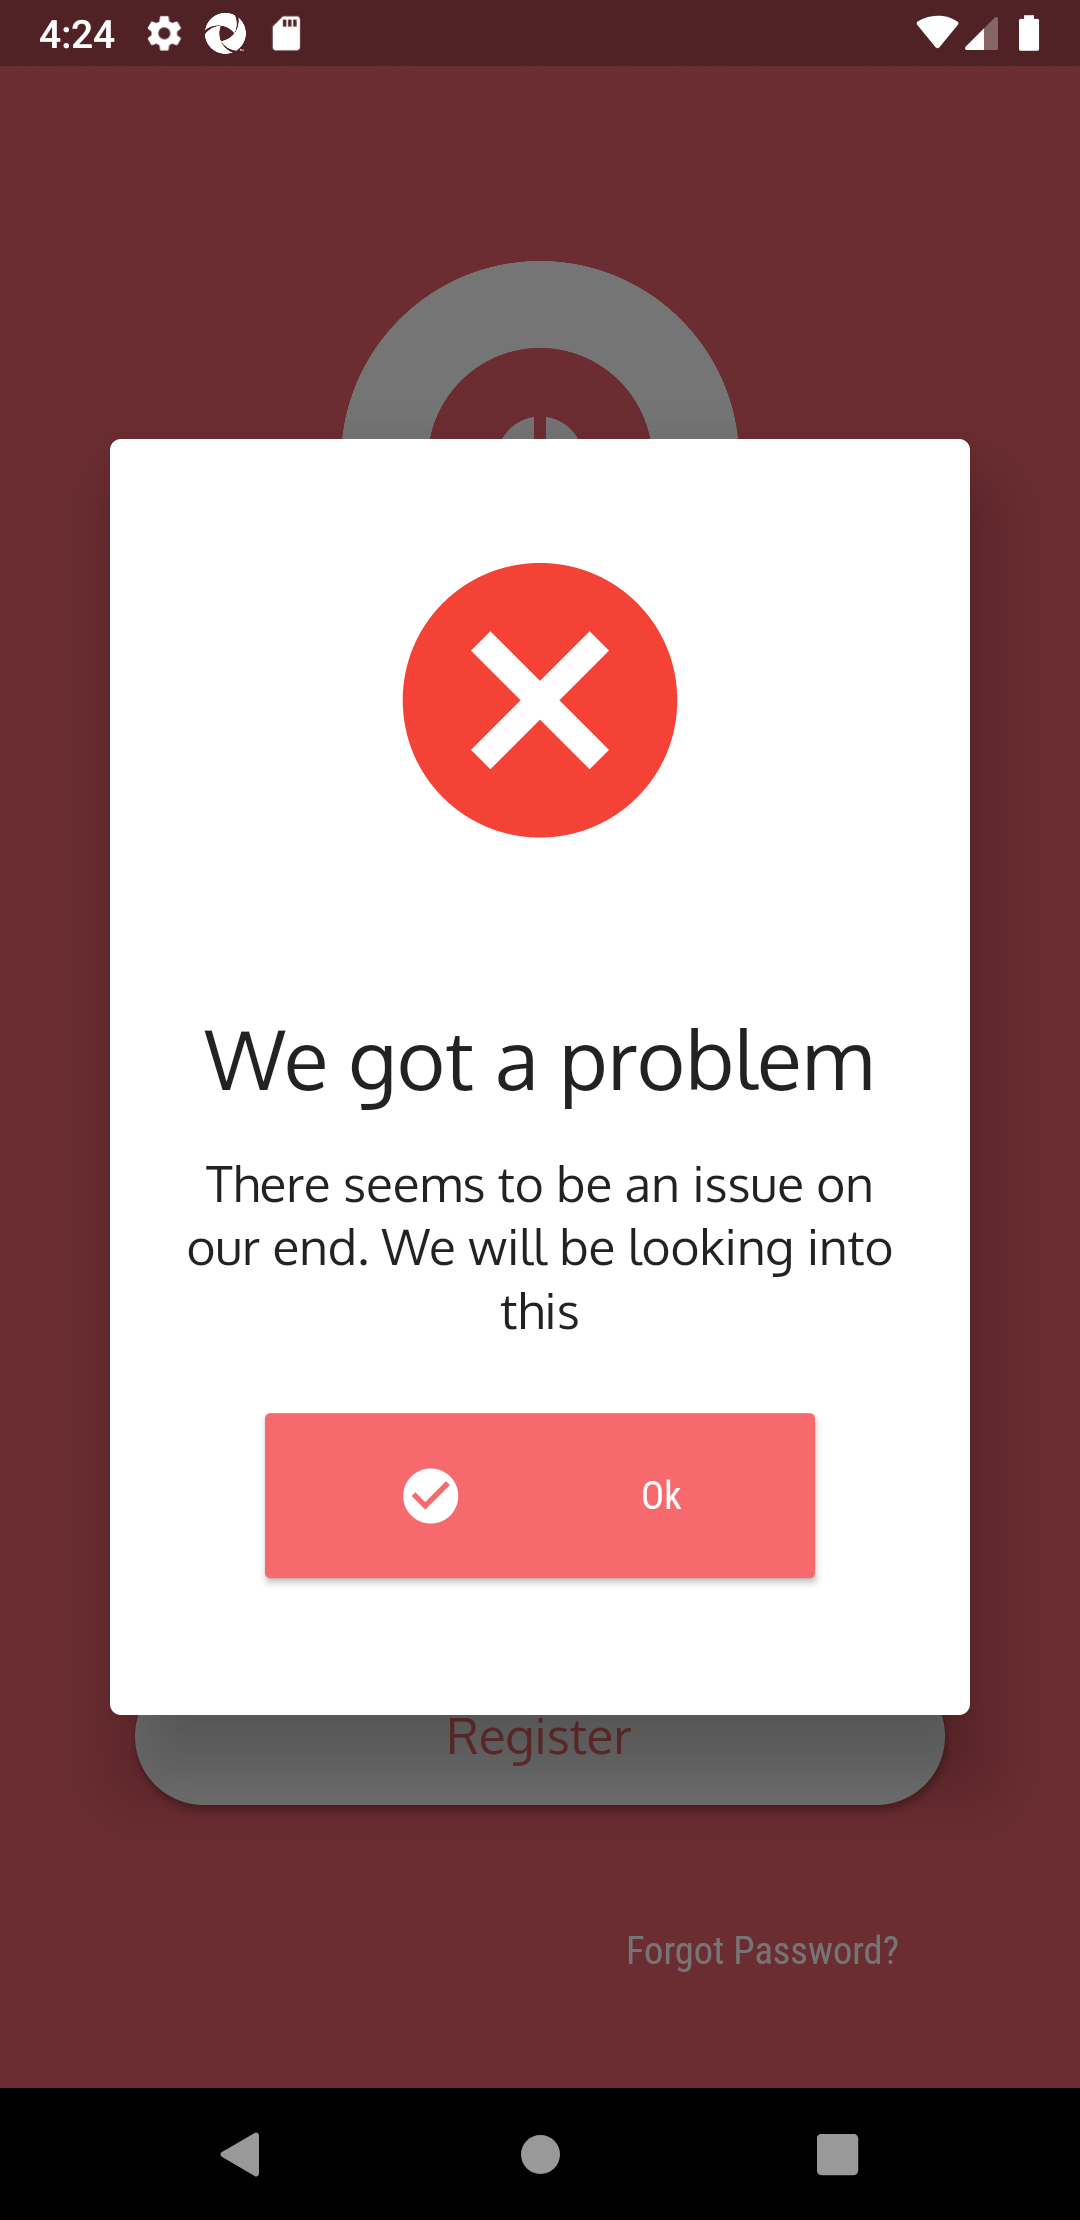 4:24
We got a problem
There seems to be an issue on
our end. We will be looking into
this
Ok
Register
Forgot Password?